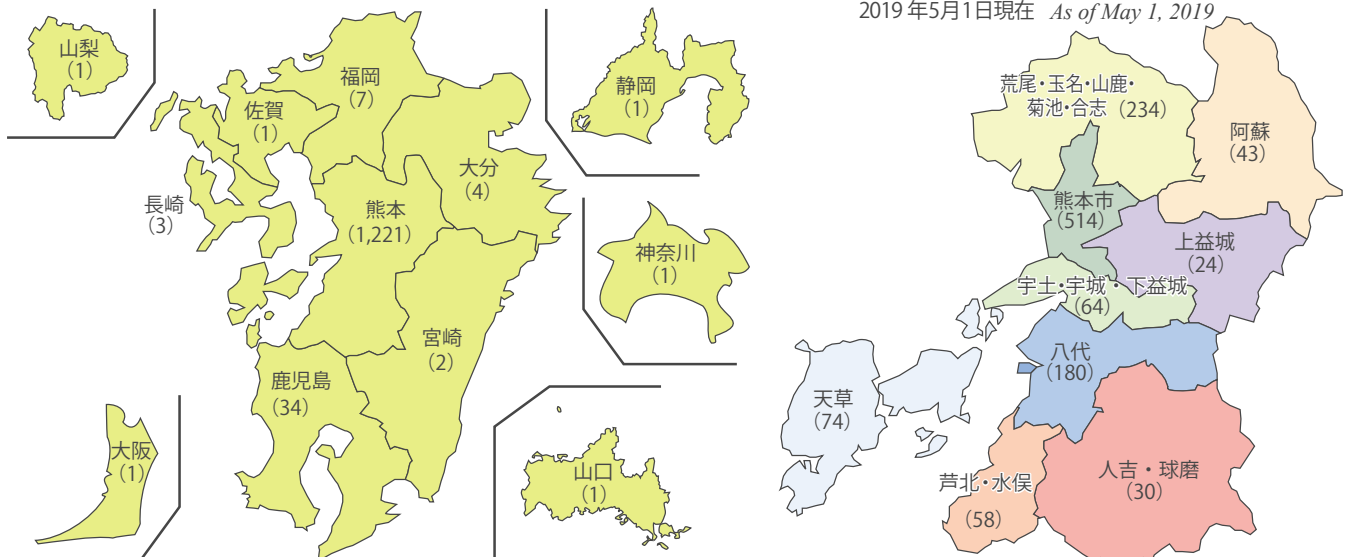 2019年5月1日現在 As of May 1, 2019
山梨
(1)
福岡
(7)
佐賀
(1)
静岡
(1)
大分
(4)
長崎
(3)
熊本
(1,221)
神奈川
(1)
宮崎
(2)
鹿児島
(34)
大阪
(1)
山口
(1)
荒尾・玉名・山鹿・
菊池・合志 (234)
阿蘇
(43)
熊本市
(514)
上益城
(24)
宇土・宇城・下益城
(64)
八代
(180)
天草
(74)
人吉・球磨
(30)
芦北・水俣
(58)